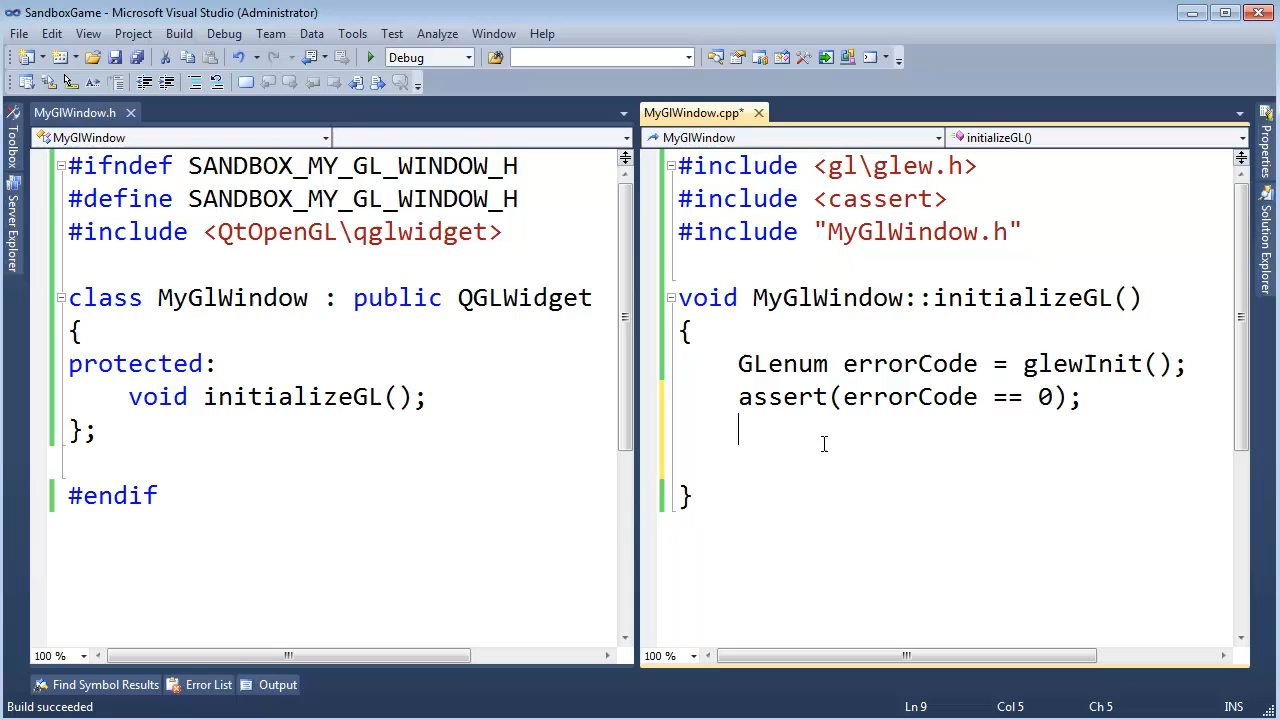 SandboxGame - Microsoft Visual Studio (Administrator)
File Edit View Project Build Debug Team Data Tools Test Analyze Window Help
Debug
MyGlWindow.h
MyGlWindow.cpp*
MyGlWindow
MyGlWindow
initializeGL()
Toolbox
Server Explorer
#ifndef SANDBOX_MY_GL_WINDOW_H
#define SANDBOX_MY_GL_WINDOW_H
#include <QtOpenGL\qglwidget>
class MyGlWindow : public QGLWidget
{
protected:
void initializeGL();
};
#endif
100 %
#include <gl\glew.h>
#include <cassert>
#include "MyGlWindow.h"
void MyGlWindow::initializeGL()
{
GLenum errorCode = glewInit();
assert(errorCode == 0);
}
100 %
Properties
Solution Explorer
Find Symbol Results Error List Output
Build succeeded Ln 9 Col 5 Ch 5 INS